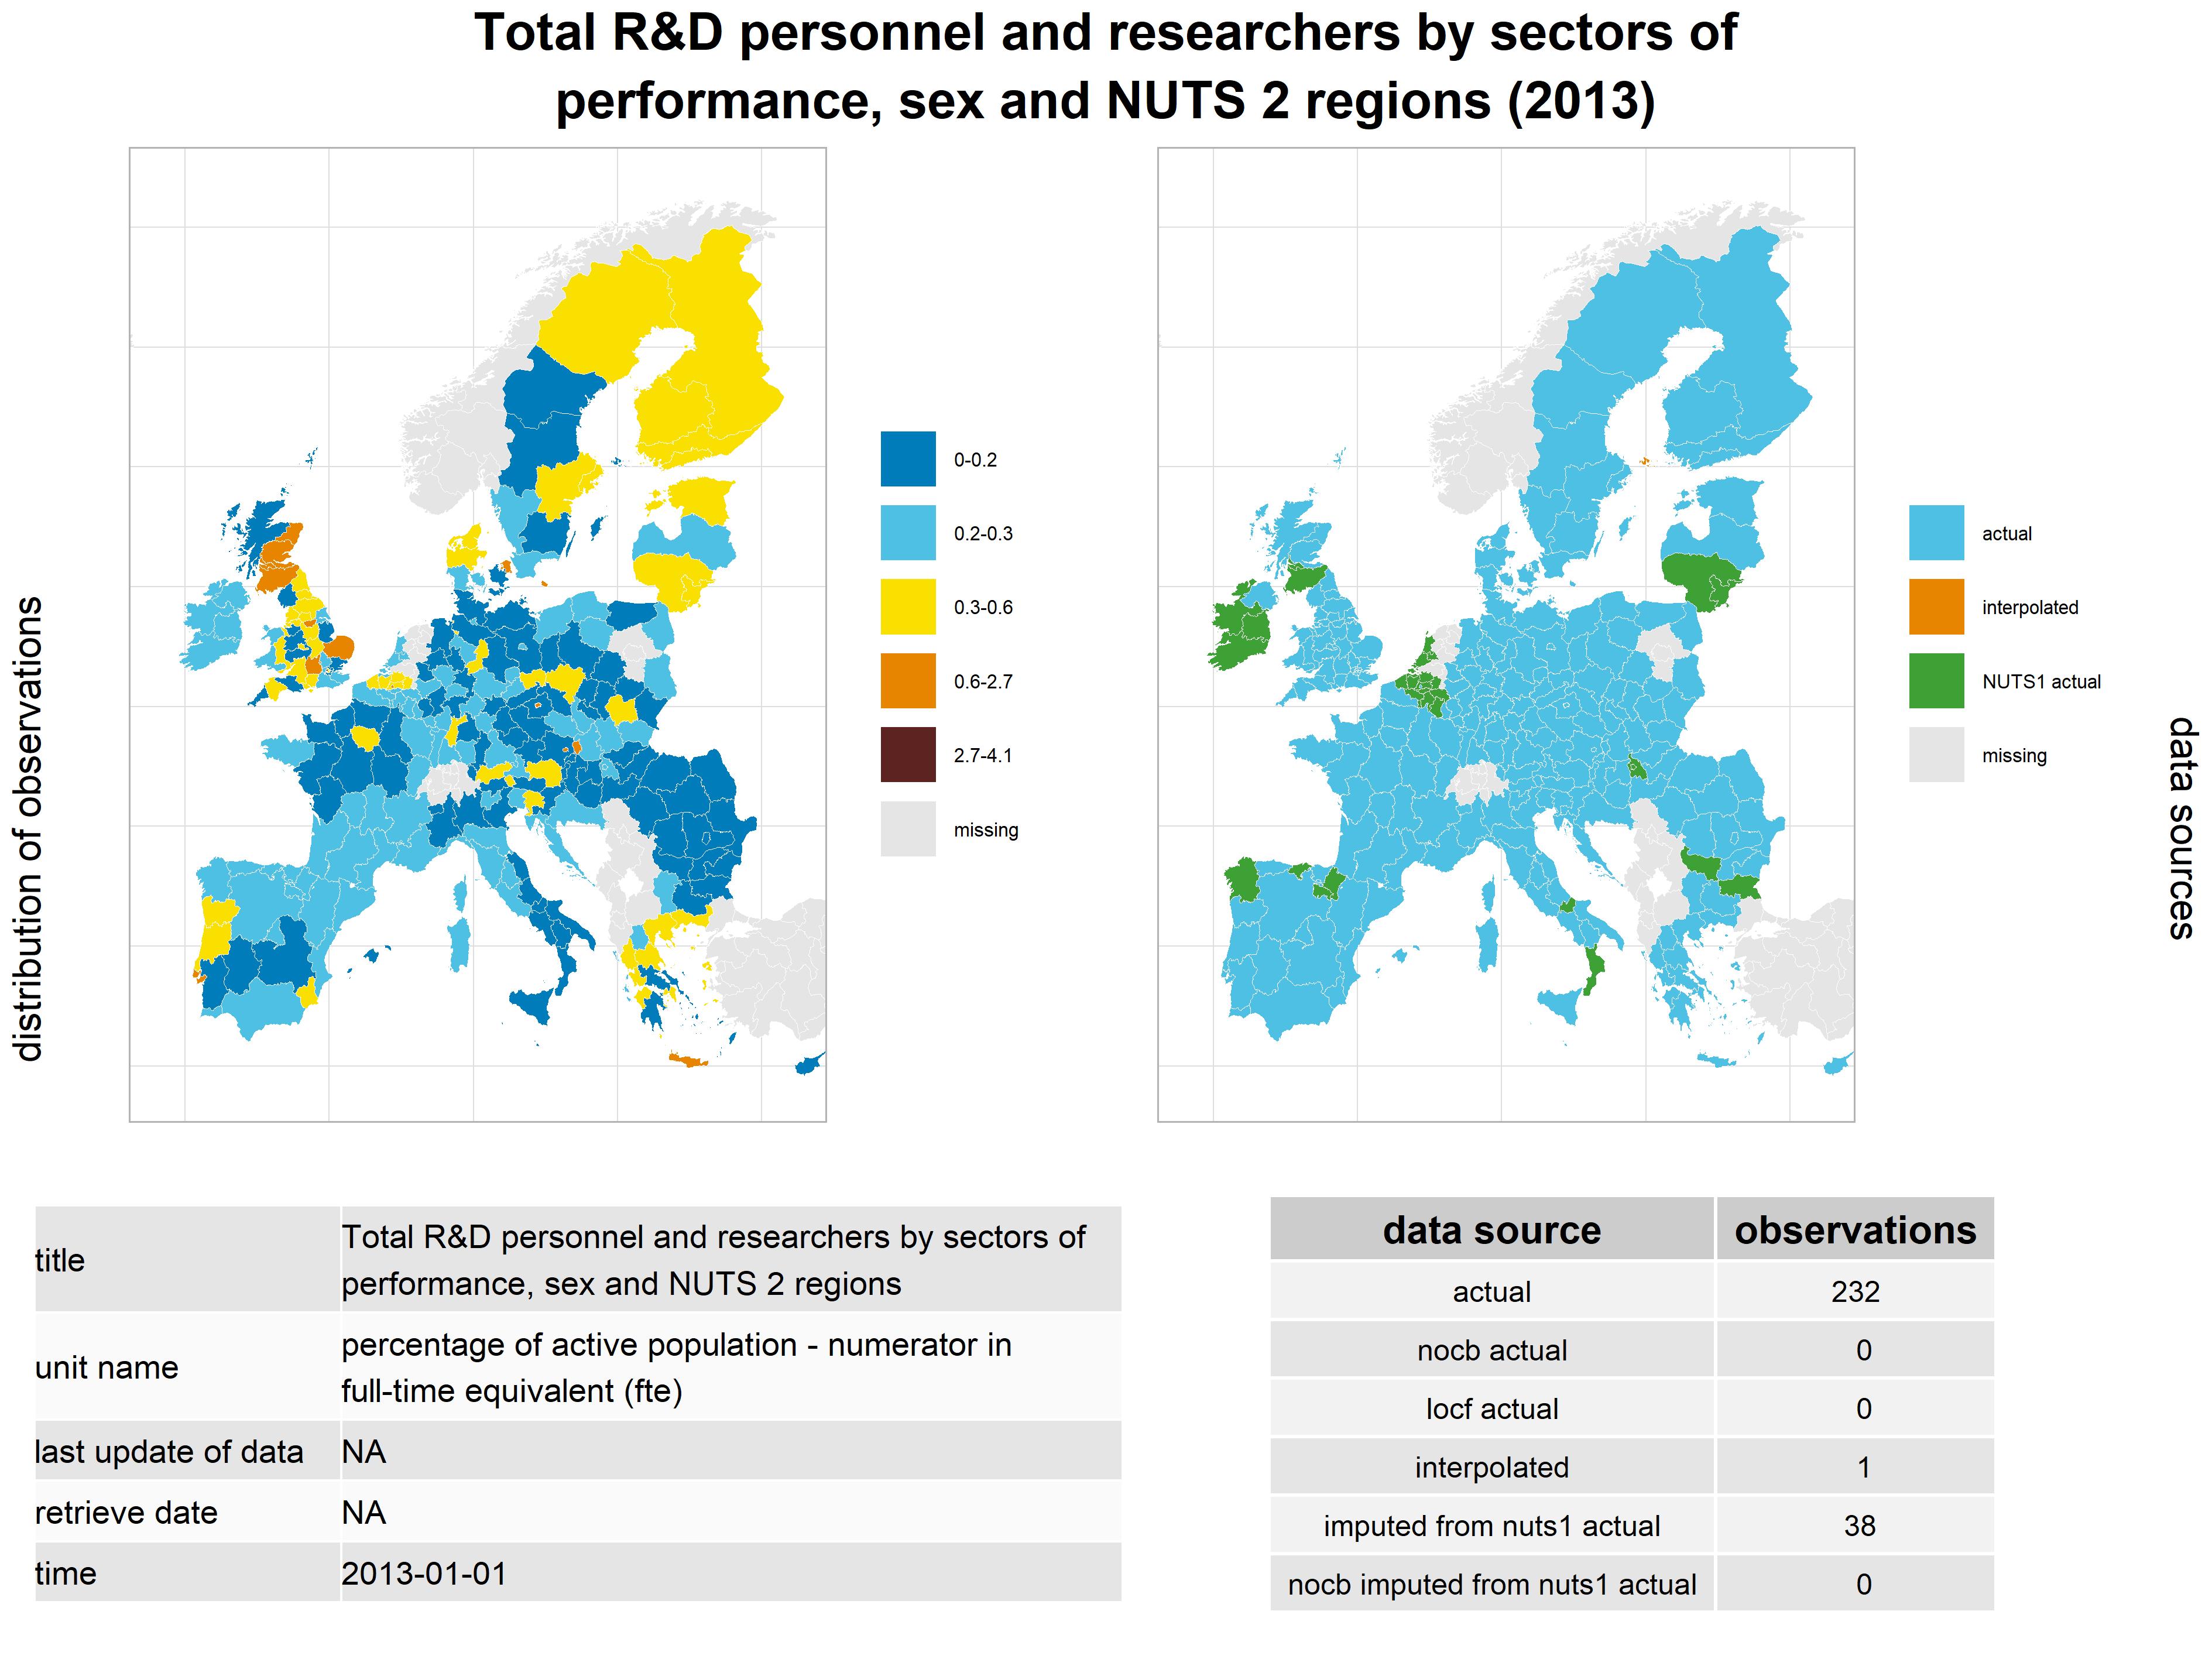 Total R&D personnel and researchers by sectors of
performance, sex and NUTS 2 regions (2013)
distribution of observations
0-0.2
0.2-0.3
0.3-0.6
0.6-2.7
2.7-4.1
missing
actual
interpolated
NUTS1 actual
missing
data sources
title
Total R&D personnel and researchers by sectors of
performance, sex and NUTS 2 regions
unit name
percentage of active population - numerator in
full-time equivalent (fte)
last update of data NA
retrieve date NA
time 2013-01-01
data source observations
actual 232
nocb actual 0
locf actual 0
interpolated 1
imputed from nuts1 actual 38
nocb imputed from nuts1 actual 0